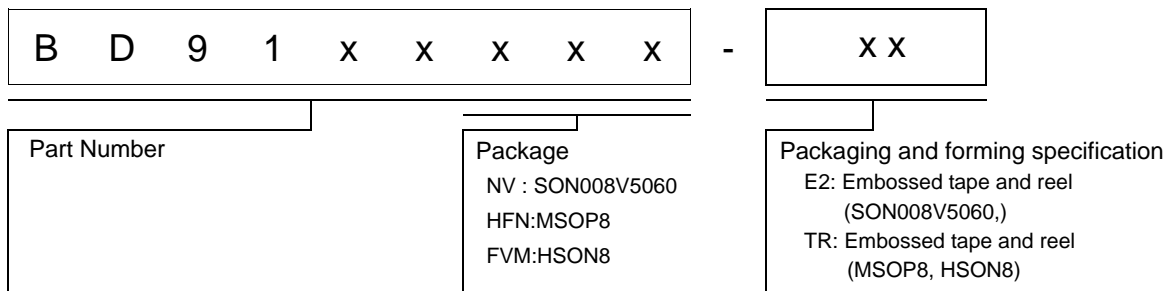 B D 9 1 x x x x x - x x
Part Number
Package
NV : SON008V5060
HFN:MSOP8
FVM:HSON8
Packaging and forming specification
E2: Embossed tape and reel
(SON008V5060,)
TR: Embossed tape and reel
(MSOP8, HSON8)